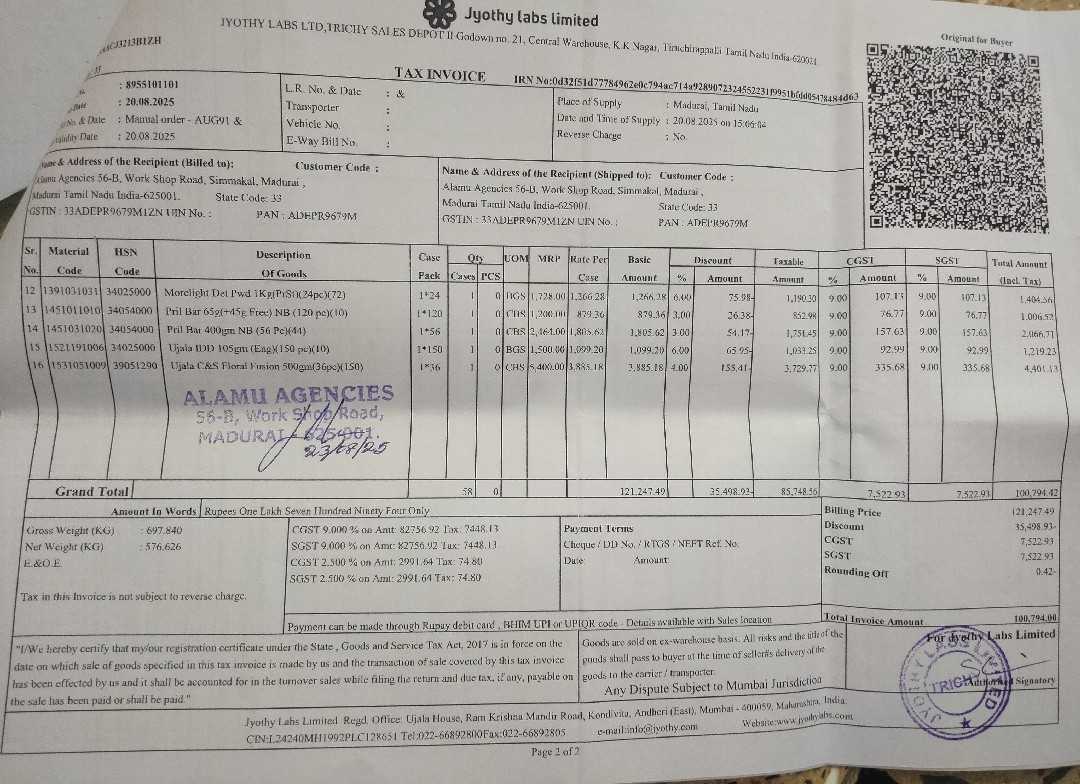 Jyothy labs limited
JYOTHY LABS LTD,TRICHY SALES DEPOT II Godown no. 21, Central Warehouse, K.K Nagar, Tiruchirappalli Tamil Nadu India-620021
Original for Buyer
TAX INVOICE
IRN No:0d32f51d77784962e0c794ac714a9289072324552231f9951bfdd05478484d63
: 8955101101
Date : 20.08.2025
No. & Date : Manual order - AUG91 &
Validity Date : 20.08.2025
L.R. No. & Date : &
Transporter :
Vehicle No. :
E-Way Bill No. :
Place of Supply : Madurai, Tamil Nadu
Date and Time of Supply : 20.08.2025 on 15:06:04
Reverse Charge : No.
Name & Address of the Recipient (Billed to): Customer Code :
Alamu Agencies 56-B, Work Shop Road, Simmakal, Madurai ,
Madurai Tamil Nadu India-625001. State Code: 33
GSTIN : 33ADEPR9679M1ZN UIN No. : PAN : ADEPR9679M
Name & Address of the Recipient (Shipped to): Customer Code :
Alamu Agencies 56-B, Work Shop Road, Simmakal, Madurai ,
Madurai Tamil Nadu India-625001. State Code: 33
GSTIN : 33ADEPR9679M1ZN UIN No. : PAN : ADEPR9679M
Sr. Material HSN Description Case Qty UOM MRP Rate Per Basic Discount Taxable CGST SGST Total Amount
No. Code Code Of Goods Pack Cases PCS Case Amount % Amount Amount % Amount % Amount (Incl. Tax)
12 1391031031 34025000 Morelight Det Pwd 1Kg(PrSt)(24pc)(72) 1*24 1 0 BGS 1,728.00 1,266.28 1,266.28 6.00 75.98- 1,190.30 9.00 107.13 9.00 107.13 1,404.56
13 1451011010 34054000 Pril Bar 65g(+45g Free) NB (120 pc)(10) 1*120 1 0 CBS 1,200.00 879.36 879.36 3.00 26.38- 852.98 9.00 76.77 9.00 76.77 1,006.52
14 1451031020 34054000 Pril Bar 400gm NB (56 Pc)(44) 1*56 1 0 CBS 2,464.00 1,805.62 1,805.62 3.00 54.17- 1,751.45 9.00 157.63 9.00 157.63 2,066.71
15 1521191006 34025000 Ujala IDD 105gm (Eng)(150 pc)(10) 1*150 1 0 BGS 1,500.00 1,099.20 1,099.20 6.00 65.95- 1,033.25 9.00 92.99 9.00 92.99 1,219.23
16 1531051009 39051290 Ujala C&S Floral Fusion 500gm(36pc)(150) 1*36 1 0 CBS 5,400.00 3,885.18 3,885.18 4.00 155.41- 3,729.77 9.00 335.68 9.00 335.68 4,401.13
ALAMU AGENCIES
56-B, Work Shop Road,
MADURAI - 625001.
23/08/25
Grand Total 58 0 121,247.49 35,498.93- 85,748.56 7,522.93 7,522.93 100,794.42
Amount In Words Rupees One Lakh Seven Hundred Ninety Four Only
Gross Weight (KG) : 697.840
Net Weight (KG) : 576.626
E.&O.E.
Tax in this Invoice is not subject to reverse charge.
CGST 9.000 % on Amt: 82756.92 Tax: 7448.13
SGST 9.000 % on Amt: 82756.92 Tax: 7448.13
CGST 2.500 % on Amt: 2991.64 Tax: 74.80
SGST 2.500 % on Amt: 2991.64 Tax: 74.80
Payment Terms
Cheque / DD No. / RTGS / NEFT Ref. No.
Date: Amount:
Billing Price 121,247.49
Discount 35,498.93-
CGST 7,522.93
SGST 7,522.93
Rounding Off 0.42-
Payment can be made through Rupay debit card , BHIM UPI or UPIQR code - Details available with Sales location
Total Invoice Amount 100,794.00
"I/We hereby certify that my/our registration certificate under the State , Goods and Service Tax Act, 2017 is in force on the
date on which sale of goods specified in this tax invoice is made by us and the transaction of sale covered by this tax invoice
has been effected by us and it shall be accounted for in the turnover sales while filing the return and due tax, if any, payable on
the sale has been paid or shall be paid."
Goods are sold on ex-warehouse basis. All risks and the title of the
goods shall pass to buyer at the time of seller#s delivery of the
goods to the carrier / transporter.
Any Dispute Subject to Mumbai Jurisdiction
For Jyothy Labs Limited
Authorised Signatory
JYOTHY LABS LIMITED
TRICHY
Jyothy Labs Limited Regd. Office: Ujala House, Ram Krishna Mandir Road, Kondivita, Andheri (East), Mumbai - 400059, Maharashtra, India.
CIN:L24240MH1992PLC128651 Tel:022-66892800Fax:022-66892805 e-mail:info@jyothy.com Website:www.jyothylabs.com
Page 2 of 2